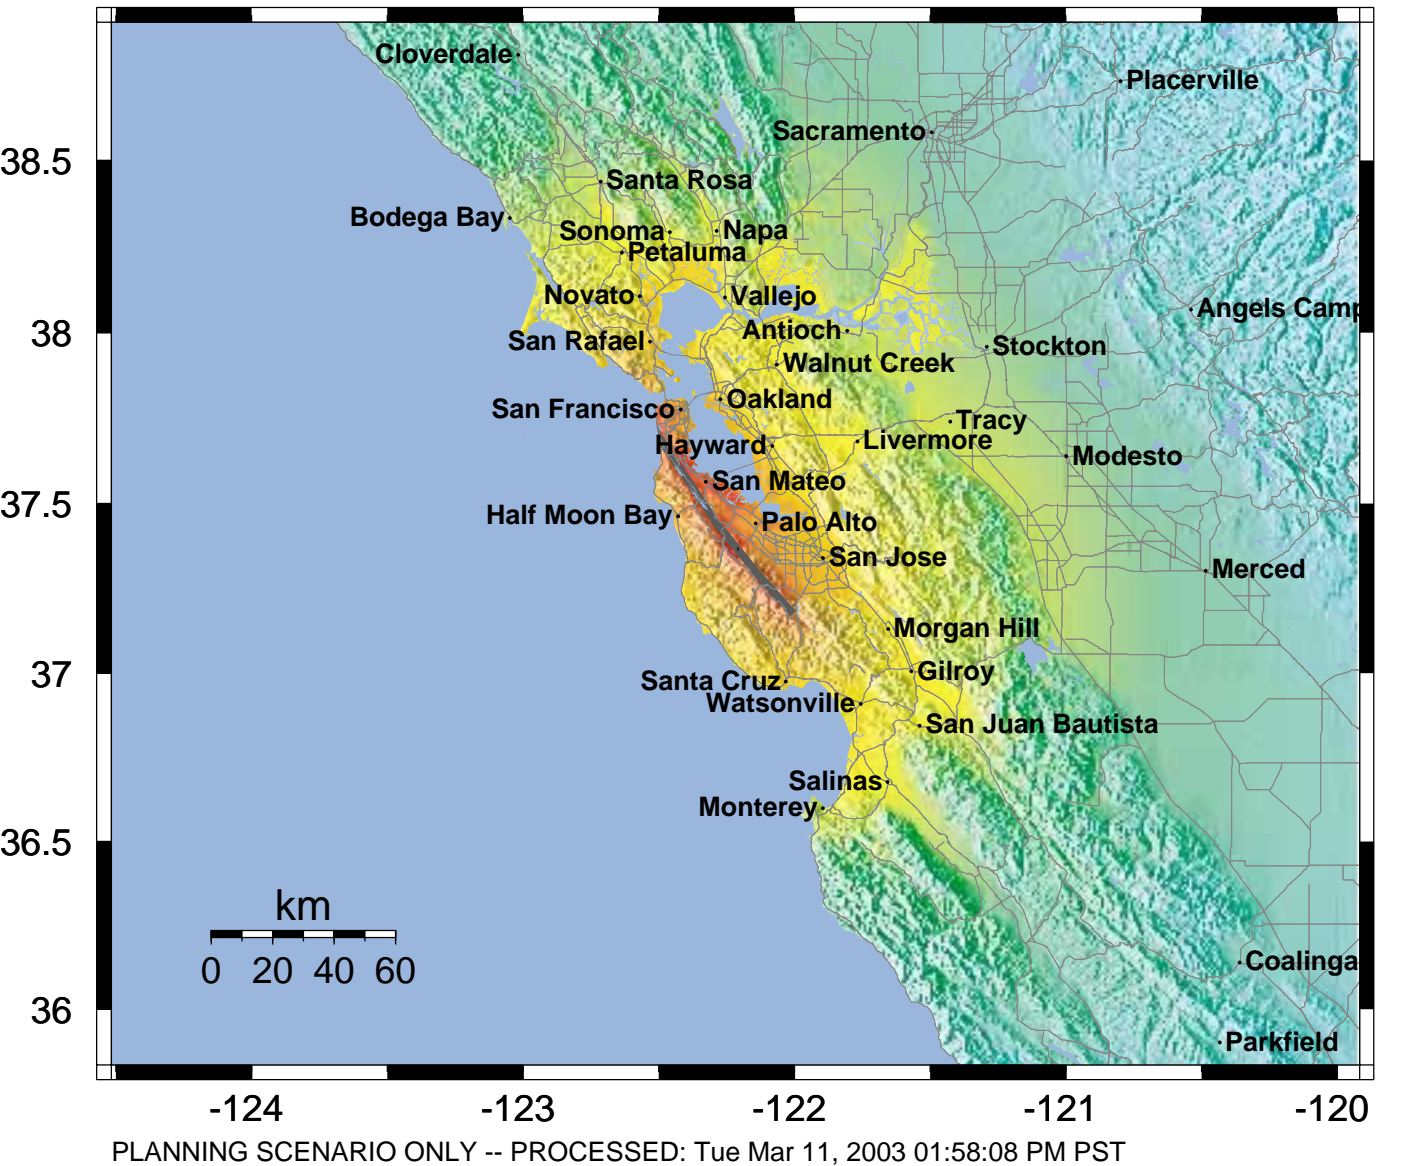 Cloverdale
Placerville
Sacramento
38.5
Santa Rosa
Bodega Bay
Sonoma
Napa
Petaluma
Novato
Vallejo
Angels Camp
Antioch
38
San Rafael
Stockton
Walnut Creek
Oakland
San Francisco
Tracy
Hayward
Livermore
Modesto
San Mateo
37.5
Half Moon Bay
Palo Alto
San Jose
Merced
Morgan Hill
37
Gilroy
Santa Cruz
Watsonville
San Juan Bautista
Salinas
Monterey
36.5
km
0 20 40 60
Coalinga
36
Parkfield
-124 -123 -122 -121 -120
PLANNING SCENARIO ONLY -- PROCESSED: Tue Mar 11, 2003 01:58:08 PM PST